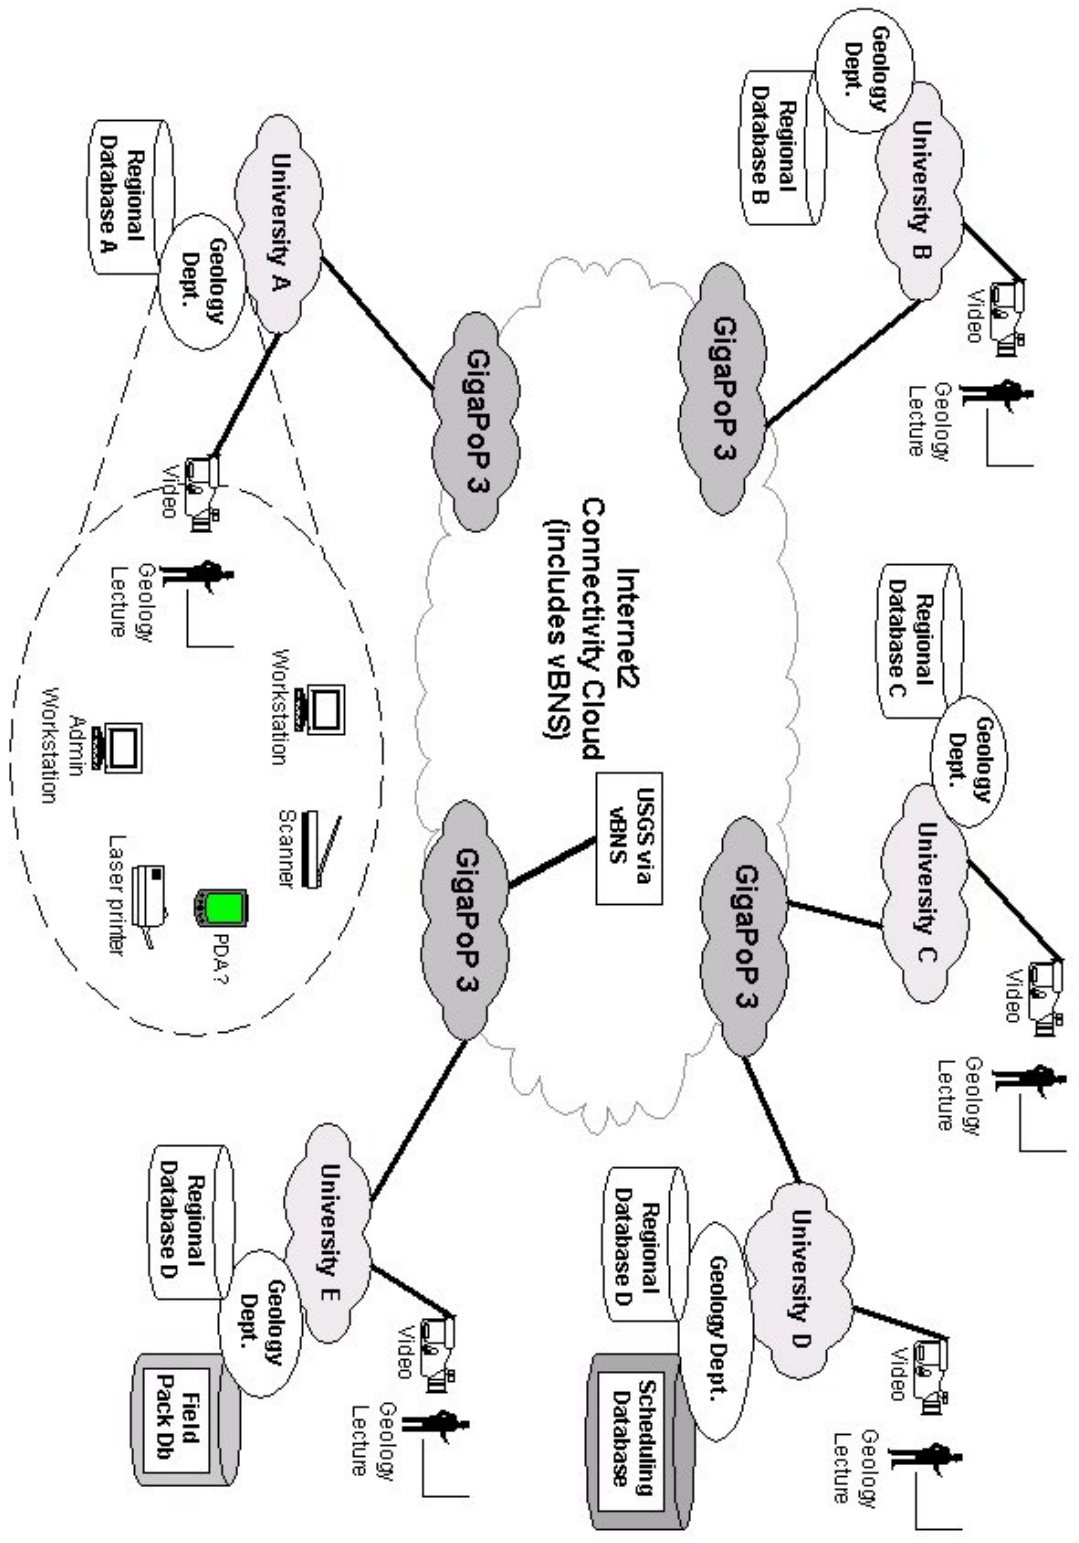 Geology
Dept.
University B
Regional
Database B
Video
Geology
Lecture
Regional
Database C
Geology
Dept.
University C
Video
Geology
Lecture
University D
Video
Geology
Lecture
Geology Dept.
Regional
Database D
Scheduling
Database
GigaPoP 3
GigaPoP 3
Internet2
Connectivity Cloud
(includes vBNS)
USGS via
vBNS
GigaPoP 3
GigaPoP 3
University A
Geology
Dept.
Regional
Database A
Video
Geology
Lecture
Workstation
Scanner
PDA?
Admin
Workstation
Laser printer
University E
Video
Geology
Lecture
Geology
Dept.
Regional
Database D
Field
Pack Db